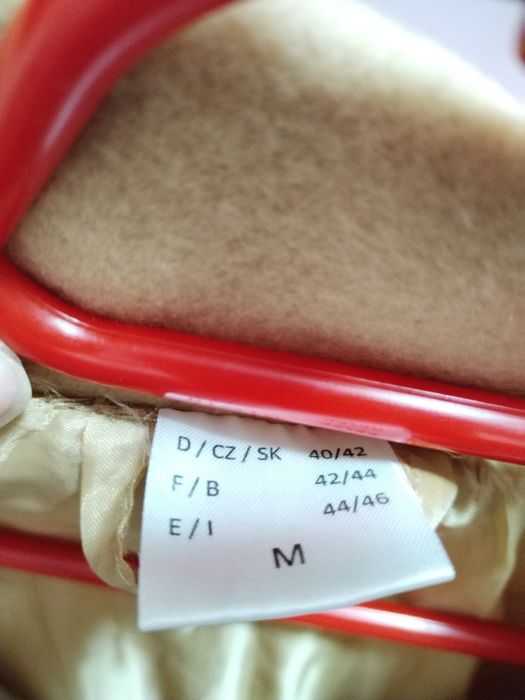 D / CZ / SK 40/42
F / B 42/44
E / I 44/46
M